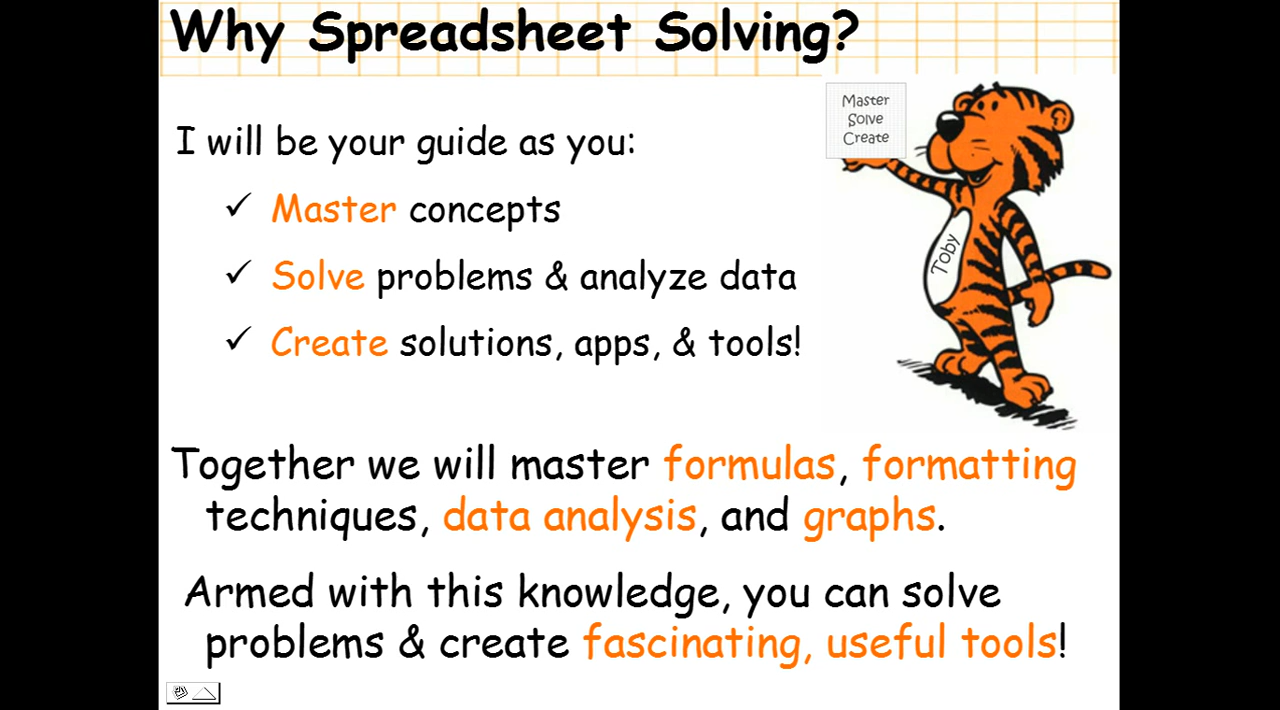 Why Spreadsheet Solving?
Master
Solve
Create
I will be your guide as you:
✓ Master concepts
✓ Solve problems & analyze data
✓ Create solutions, apps, & tools!
Toby
Together we will master formulas, formatting
techniques, data analysis, and graphs.
Armed with this knowledge, you can solve
problems & create fascinating, useful tools!